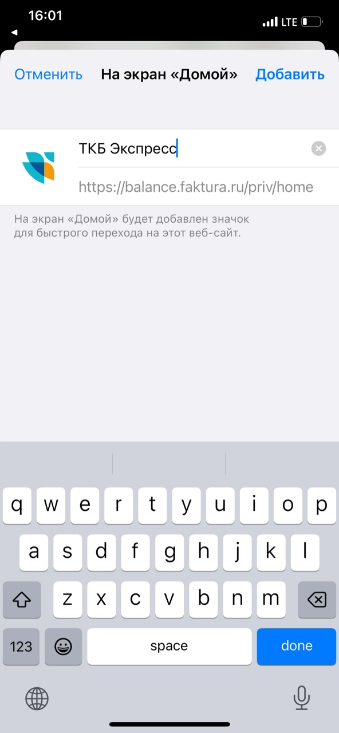 16:01
LTE
Отменить
На экран «Домой»
Добавить
ТКБ Экспресс
https://balance.faktura.ru/priv/home
На экран «Домой» будет добавлен значок
для быстрого перехода на этот веб-сайт.
q w e r t y u i o p
a s d f g h j k l
z x c v b n m
123 space done